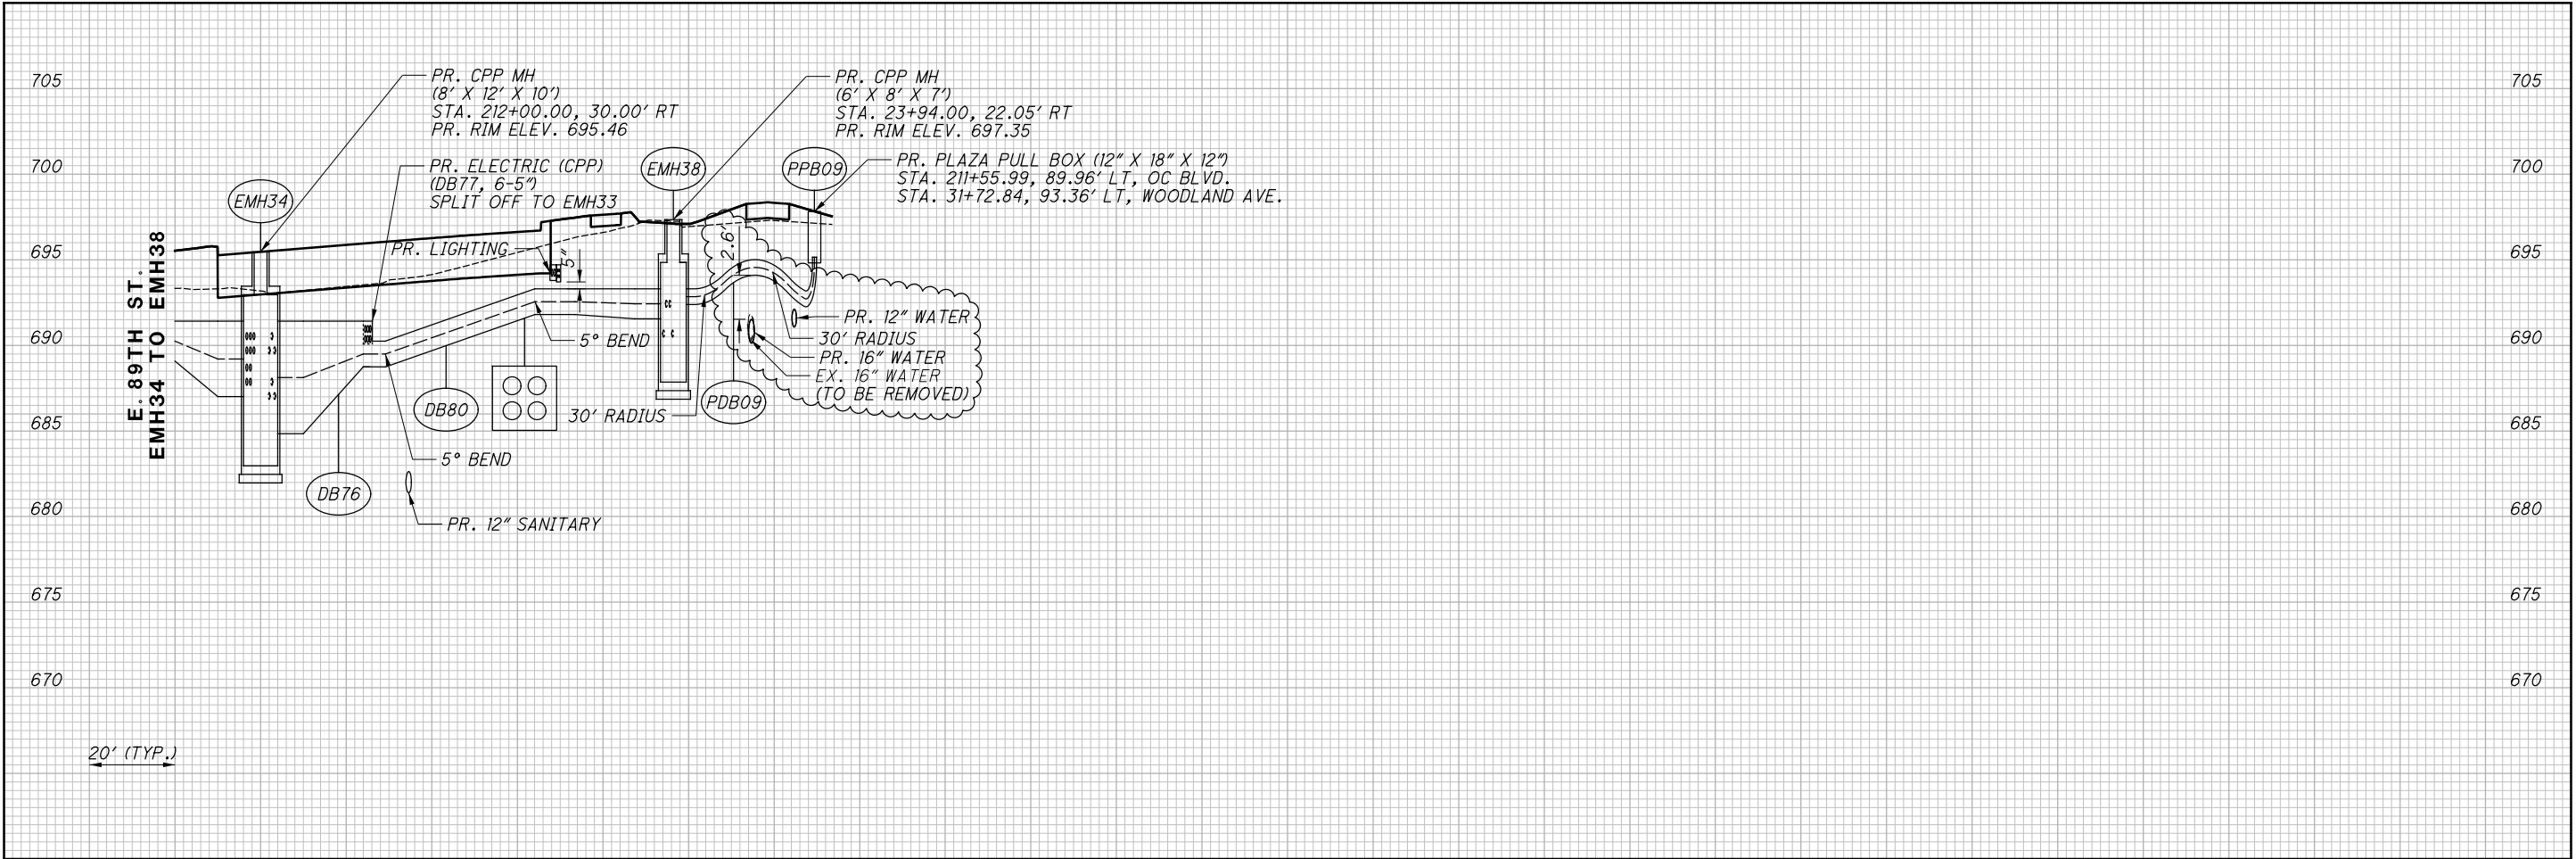 705
700
695
690
685
680
675
670
E. 89TH ST.
EMH34 TO EMH38
EMH34
PR. CPP MH
(8' X 12' X 10')
STA. 212+00.00, 30.00' RT
PR. RIM ELEV. 695.46
PR. ELECTRIC (CPP)
(DB77, 6-5")
SPLIT OFF TO EMH33
PR. LIGHTING
5"
EMH38
PR. CPP MH
(6' X 8' X 7')
STA. 23+94.00, 22.05' RT
PR. RIM ELEV. 697.35
PPB09
PR. PLAZA PULL BOX (12" X 18" X 12")
STA. 211+55.99, 89.96' LT, OC BLVD.
STA. 31+72.84, 93.36' LT, WOODLAND AVE.
2.6'
PR. 12" WATER
30' RADIUS
PR. 16" WATER
EX. 16" WATER
(TO BE REMOVED)
5° BEND
DB80
30' RADIUS
PDB09
5° BEND
DB76
PR. 12" SANITARY
20' (TYP.)
705
700
695
690
685
680
675
670